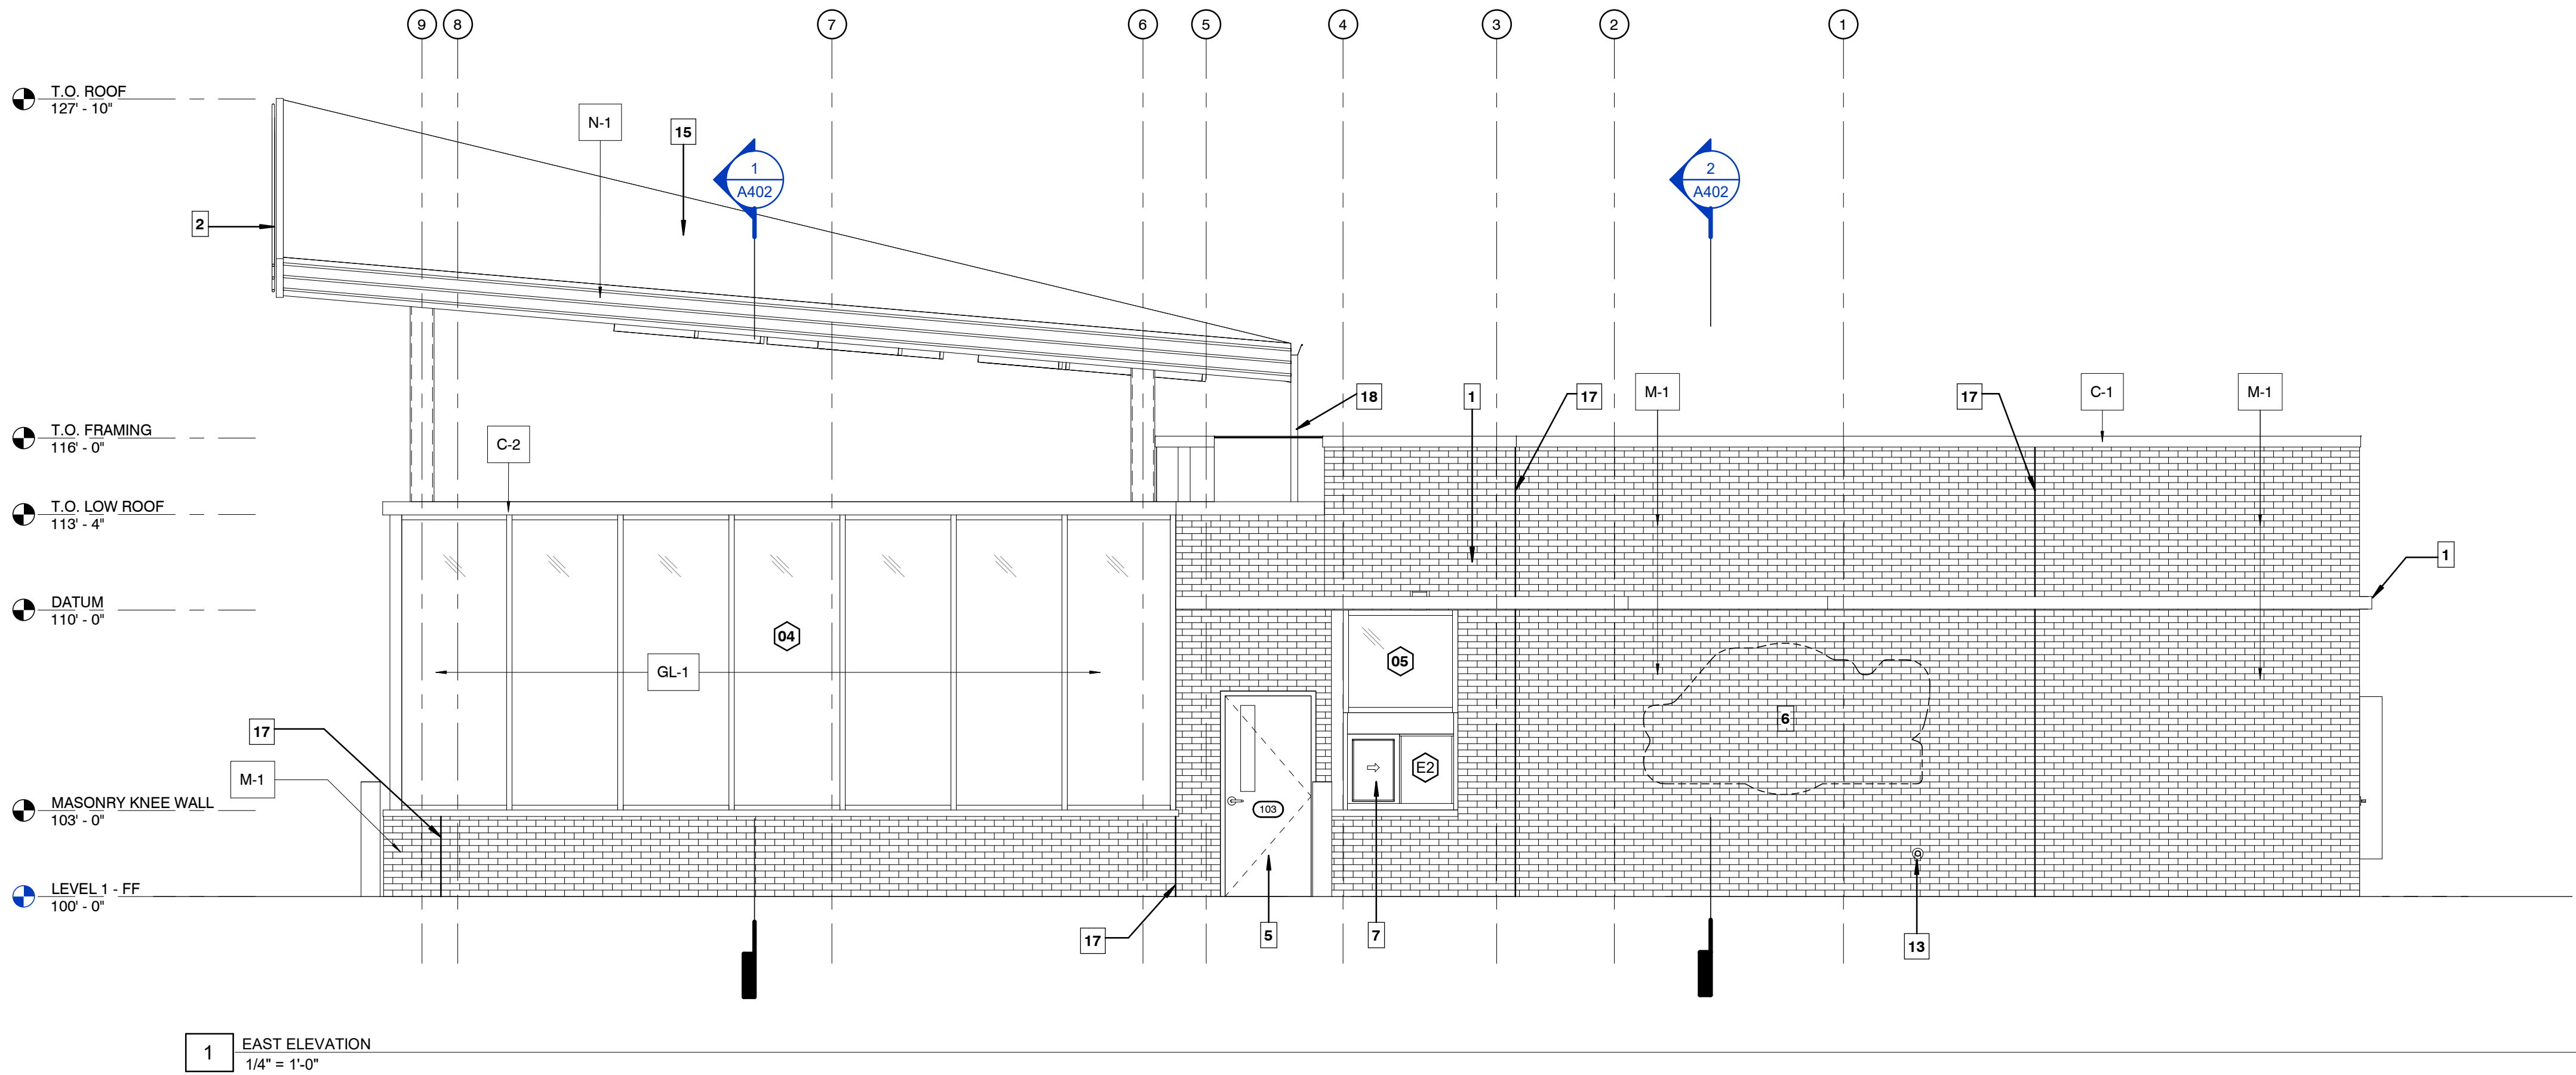 9 8 7 6 5 4 3 2 1
T.O. ROOF
127' - 10"
N-1
15
1
A402
2
A402
2
18
1
17
M-1
17
C-1
M-1
T.O. FRAMING
116' - 0"
C-2
T.O. LOW ROOF
113' - 4"
1
DATUM
110' - 0"
04
05
GL-1
6
17
M-1
E2
103
MASONRY KNEE WALL
103' - 0"
LEVEL 1 - FF
100' - 0"
17
5
7
13
1
EAST ELEVATION
1/4" = 1'-0"